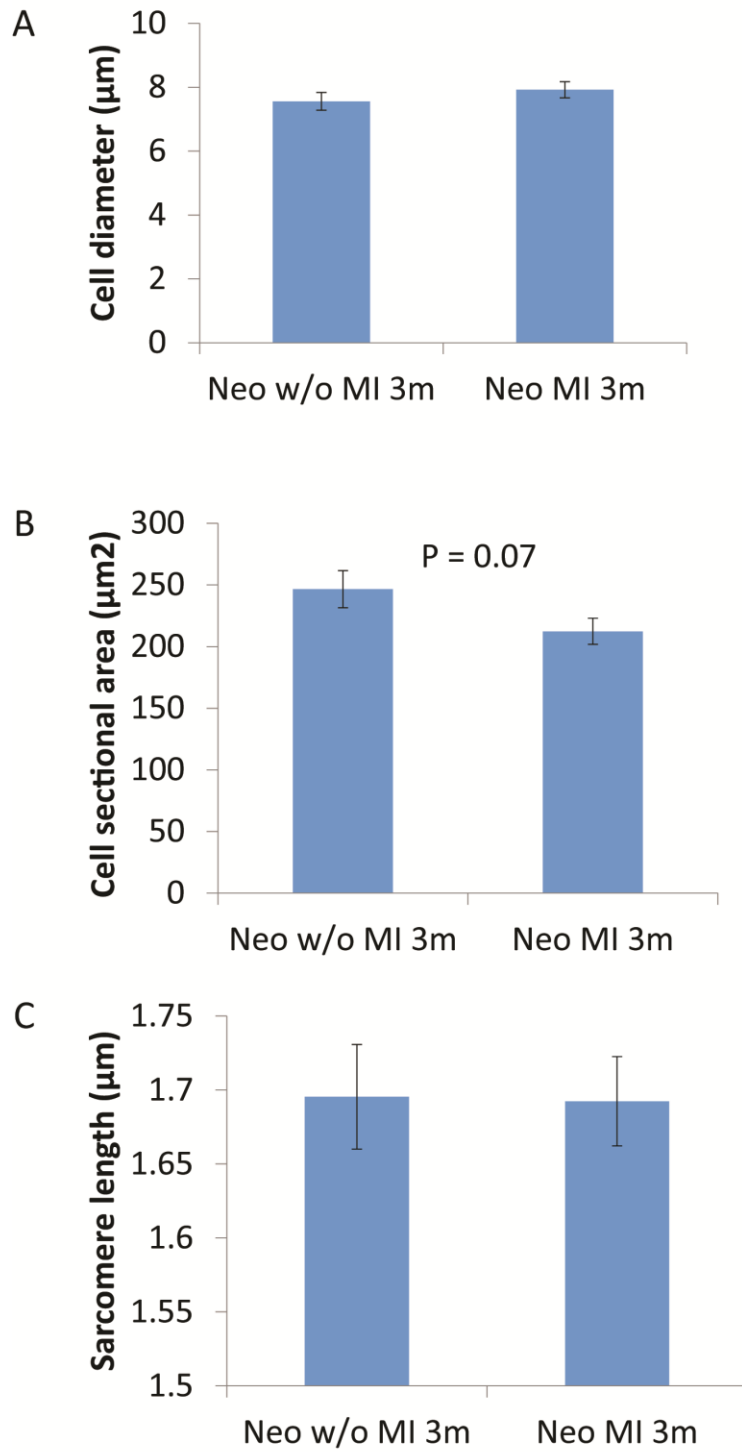 A
Cell diameter (μm)
10
8
6
4
2
0
Neo w/o MI 3m
Neo MI 3m
B
Cell sectional area (μm2)
300
250
200
150
100
50
0
P = 0.07
Neo w/o MI 3m
Neo MI 3m
C
Sarcomere length (μm)
1.75
1.7
1.65
1.6
1.55
1.5
Neo w/o MI 3m
Neo MI 3m